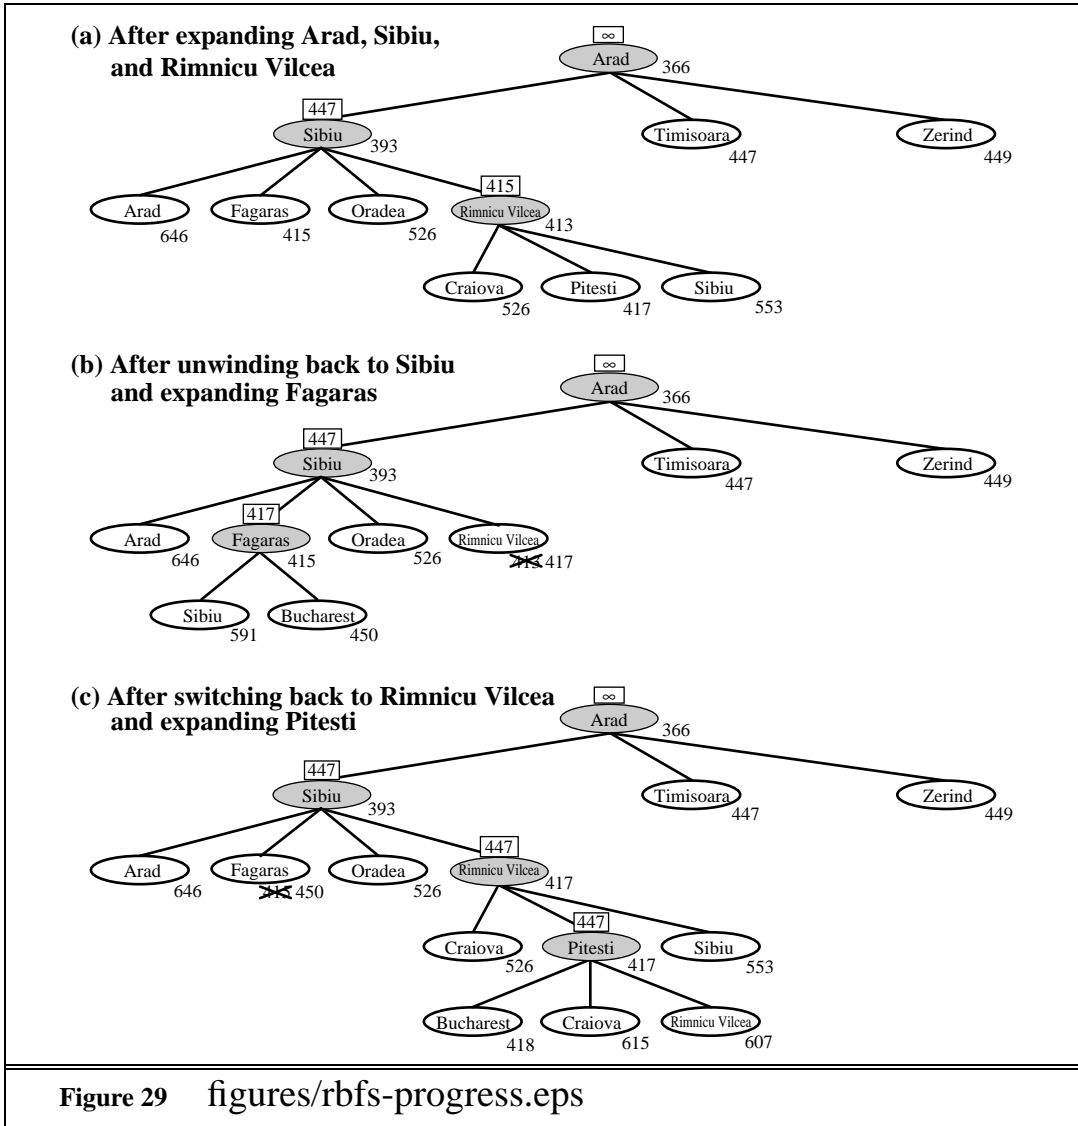 (a) After expanding Arad, Sibiu,
and Rimnicu Vilcea
∞
Arad
366
447
Sibiu
393
Timisoara
447
Zerind
449
Arad
646
Fagaras
415
Oradea
526
415
Rimnicu Vilcea
413
Craiova
526
Pitesti
417
Sibiu
553
(b) After unwinding back to Sibiu
and expanding Fagaras
∞
Arad
366
447
Sibiu
393
Timisoara
447
Zerind
449
Arad
646
417
Fagaras
415
Oradea
526
Rimnicu Vilcea
413 417
Sibiu
591
Bucharest
450
(c) After switching back to Rimnicu Vilcea
and expanding Pitesti
∞
Arad
366
447
Sibiu
393
Timisoara
447
Zerind
449
Arad
646
Fagaras
415 450
Oradea
526
447
Rimnicu Vilcea
417
Craiova
526
447
Pitesti
417
Sibiu
553
Bucharest
418
Craiova
615
Rimnicu Vilcea
607
Figure 29 figures/rbfs-progress.eps